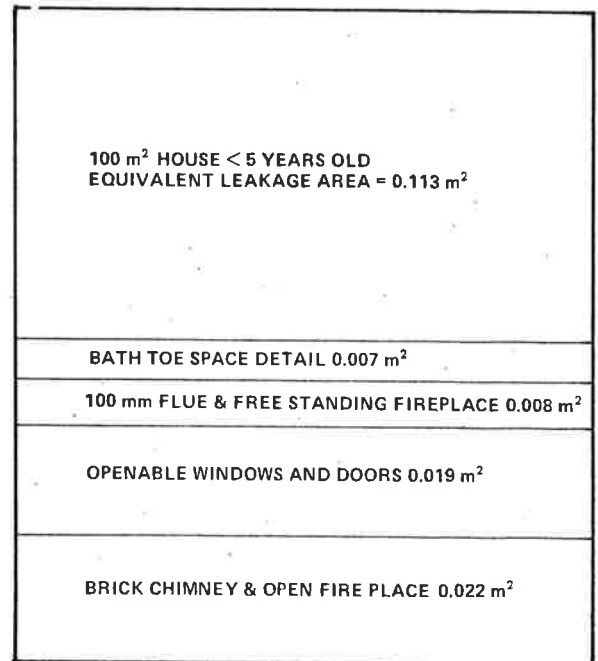 100 m² HOUSE < 5 YEARS OLD
EQUIVALENT LEAKAGE AREA = 0.113 m²
BATH TOE SPACE DETAIL 0.007 m²
100 mm FLUE & FREE STANDING FIREPLACE 0.008 m²
OPENABLE WINDOWS AND DOORS 0.019 m²
BRICK CHIMNEY & OPEN FIRE PLACE 0.022 m²